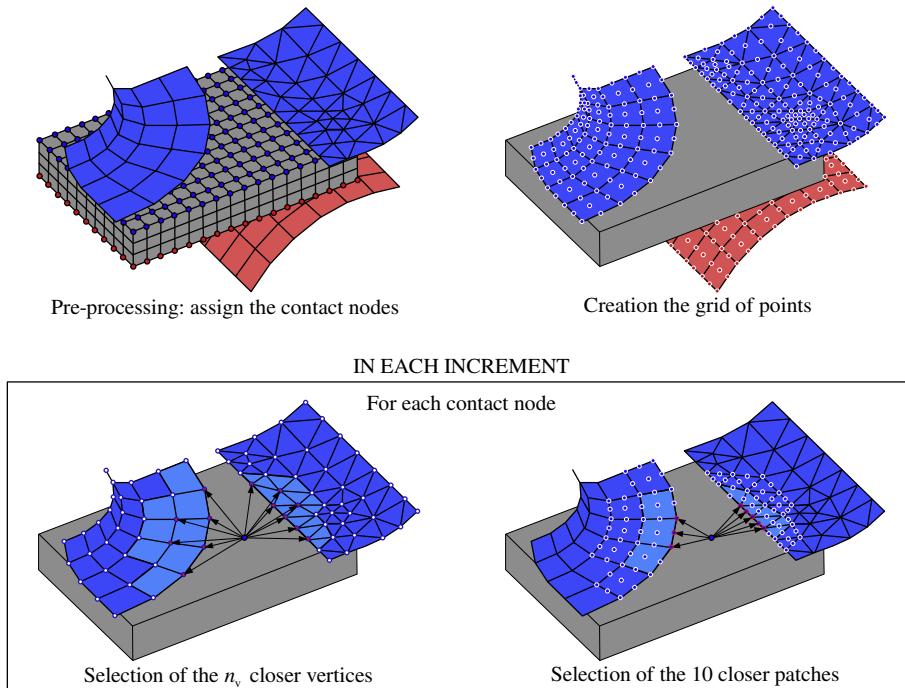 Pre-processing: assign the contact nodes
Creation the grid of points
IN EACH INCREMENT
For each contact node
Selection of the n_v closer vertices
Selection of the 10 closer patches